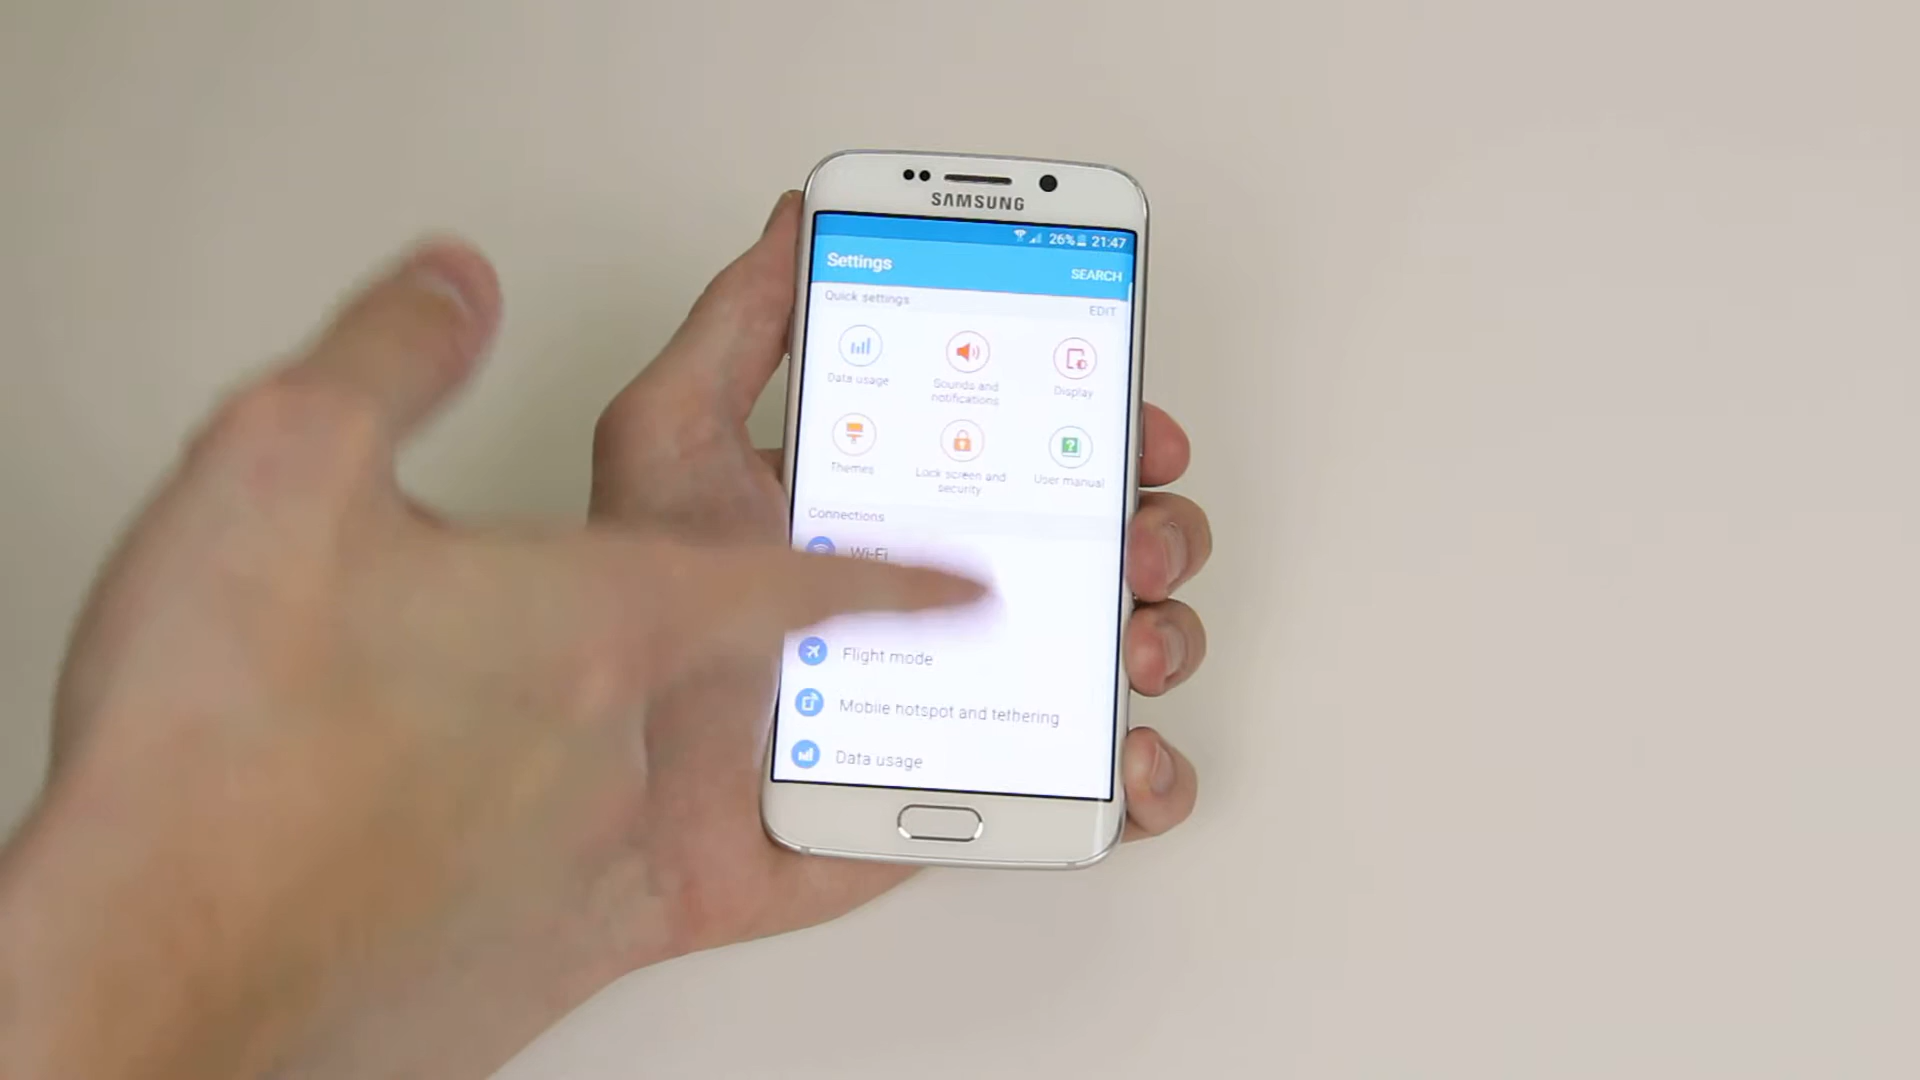 SAMSUNG
26% 21:47
Settings
SEARCH
Quick settings
EDIT
Data usage
Sounds and
notifications
Display
Themes
Lock screen and
security
User manual
Connections
Wi-Fi
Flight mode
Mobile hotspot and tethering
Data usage